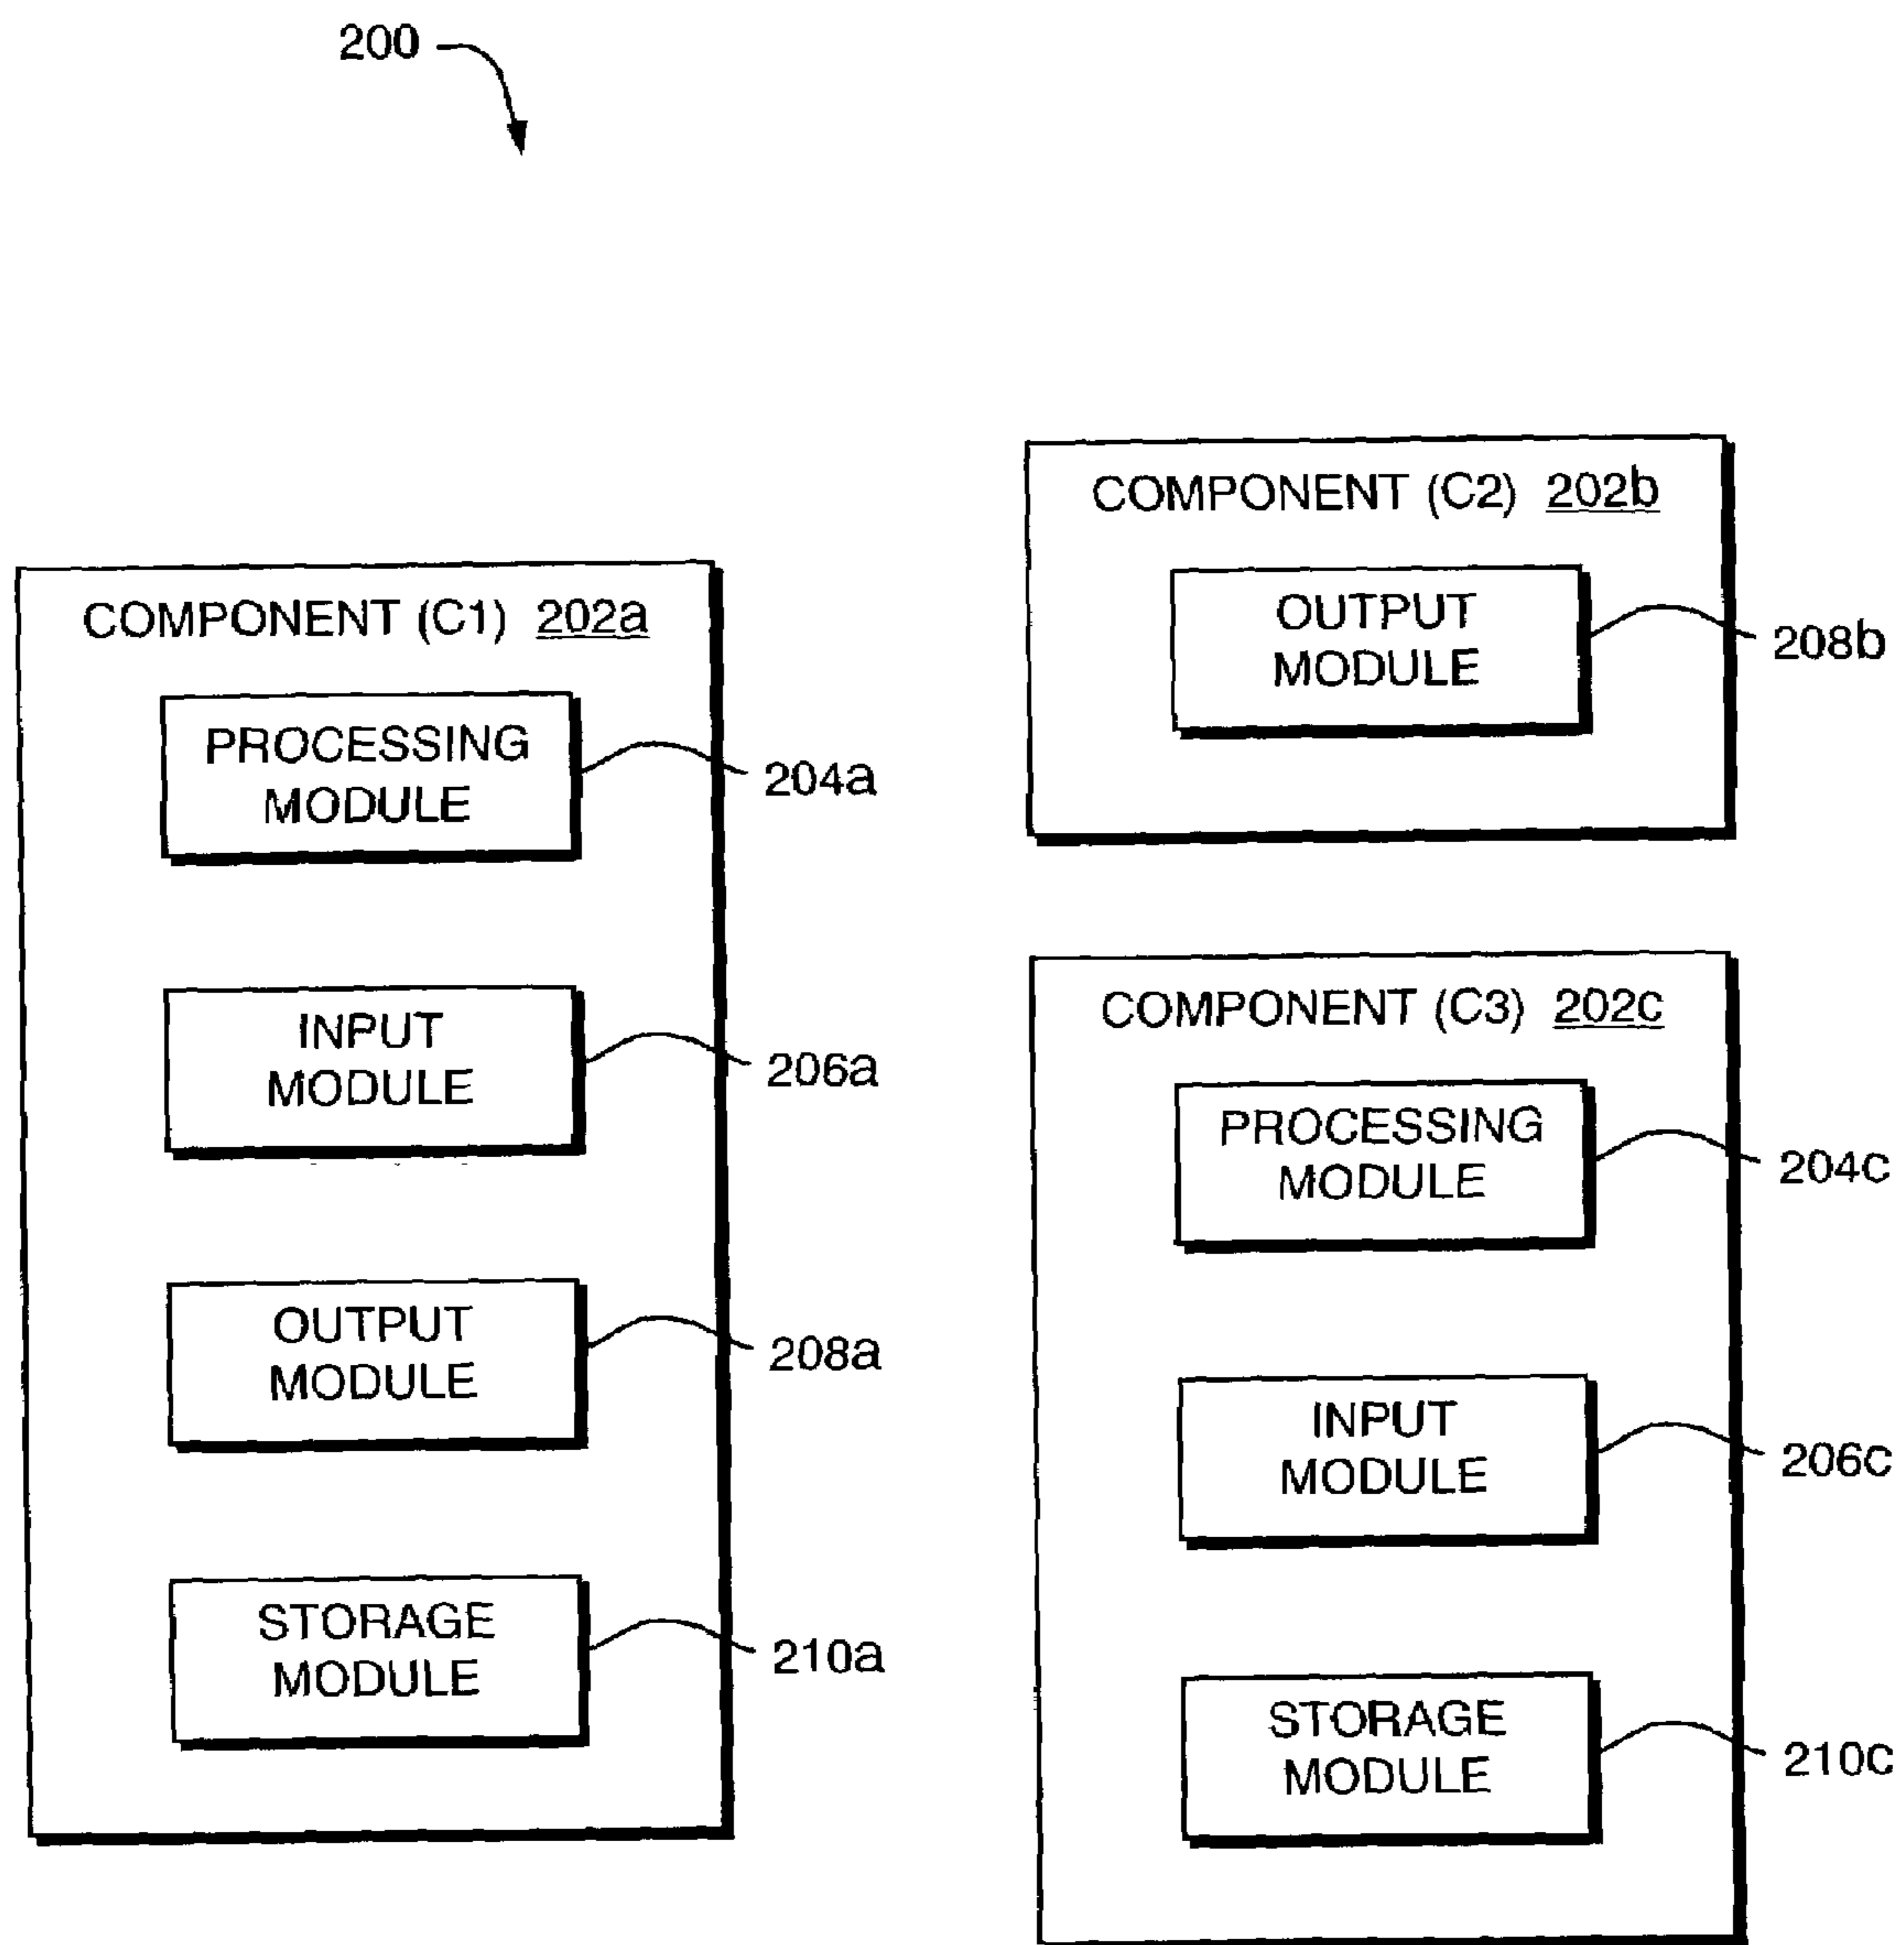 200
COMPONENT (C1) 202a
PROCESSING
MODULE
204a
INPUT
MODULE
206a
OUTPUT
MODULE
208a
STORAGE
MODULE
210a
COMPONENT (C2) 202b
OUTPUT
MODULE
208b
COMPONENT (C3) 202c
PROCESSING
MODULE
204c
INPUT
MODULE
206c
STORAGE
MODULE
210c